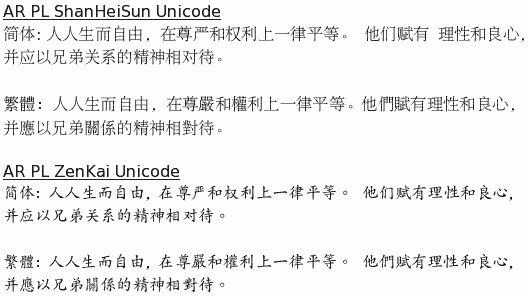 AR PL ShanHeiSun Unicode
简体: 人人生而自由，在尊严和权利上一律平等。 他们赋有 理性和良心，
并应以兄弟关系的精神相对待。
繁體: 人人生而自由，在尊嚴和權利上一律平等。他們賦有理性和良心，
并應以兄弟關係的精神相對待。
AR PL ZenKai Unicode
简体: 人人生而自由，在尊严和权利上一律平等。 他们赋有理性和良心，
并应以兄弟关系的精神相对待。
繁體: 人人生而自由，在尊嚴和權利上一律平等。 他們賦有理性和良心，
并應以兄弟關係的精神相對待。